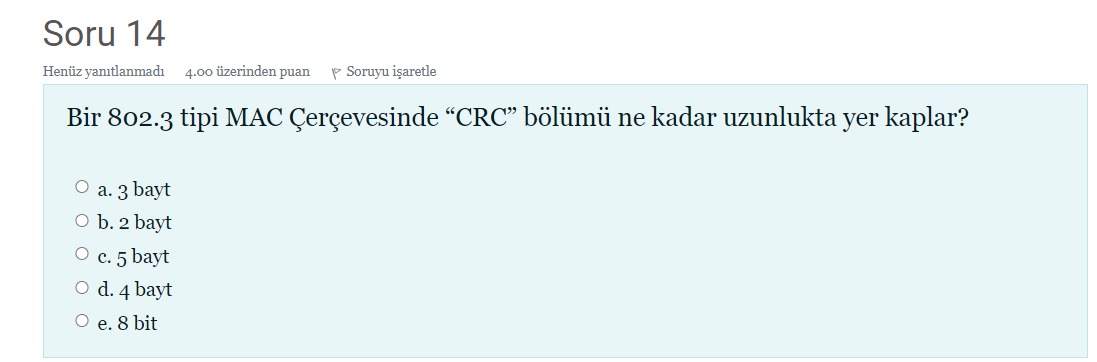 Soru 14
Henüz yanıtlanmadı 4.00 üzerinden puan Soruyu işaretle
Bir 802.3 tipi MAC Çerçevesinde “CRC” bölümü ne kadar uzunlukta yer kaplar?
a. 3 bayt
b. 2 bayt
c. 5 bayt
d. 4 bayt
e. 8 bit